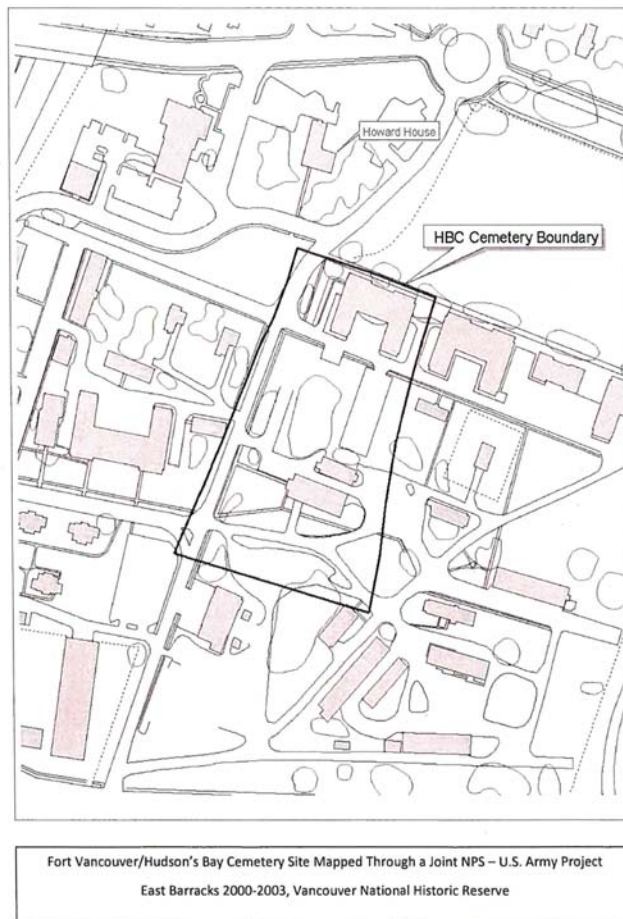 Howard House
HBC Cemetery Boundary
Fort Vancouver/Hudson's Bay Cemetery Site Mapped Through a Joint NPS – U.S. Army Project
East Barracks 2000-2003, Vancouver National Historic Reserve